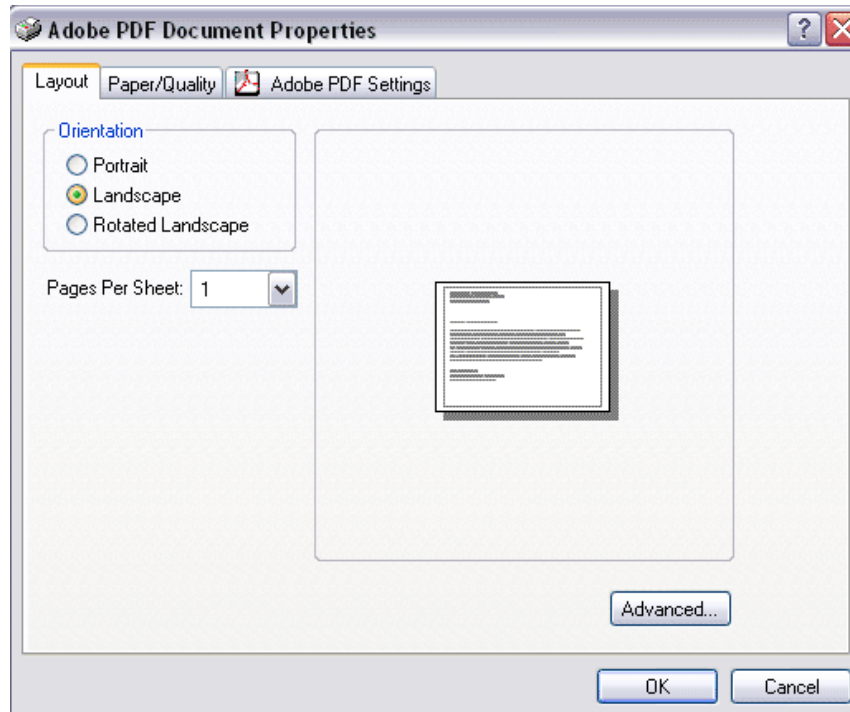 Adobe PDF Document Properties
Layout Paper/Quality Adobe PDF Settings
Orientation
Portrait
Landscape
Rotated Landscape
Pages Per Sheet: 1
Advanced...
OK Cancel